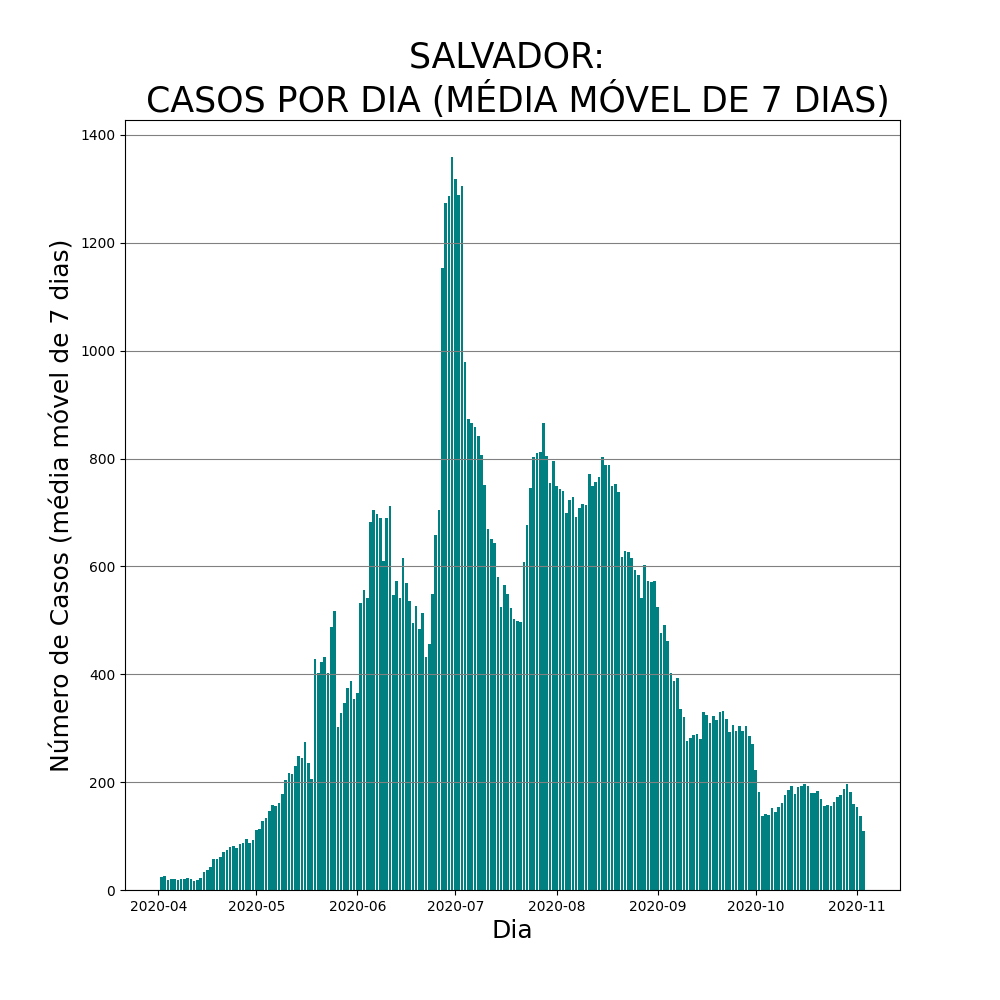 SALVADOR:
CASOS POR DIA (MÉDIA MÓVEL DE 7 DIAS)
1400
1200
1000
800
600
400
200
0
Número de Casos (média móvel de 7 dias)
2020-04 2020-05 2020-06 2020-07 2020-08 2020-09 2020-10 2020-11
Dia